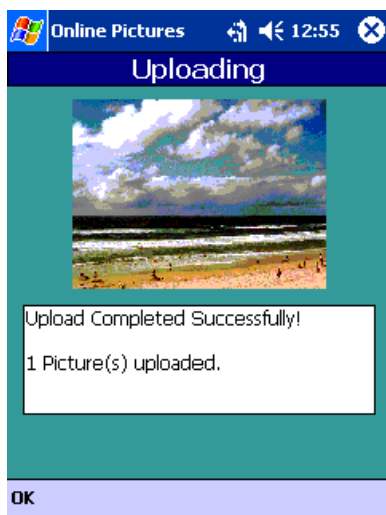 Online Pictures 12:55
Uploading
Upload Completed Successfully!
1 Picture(s) uploaded.
OK